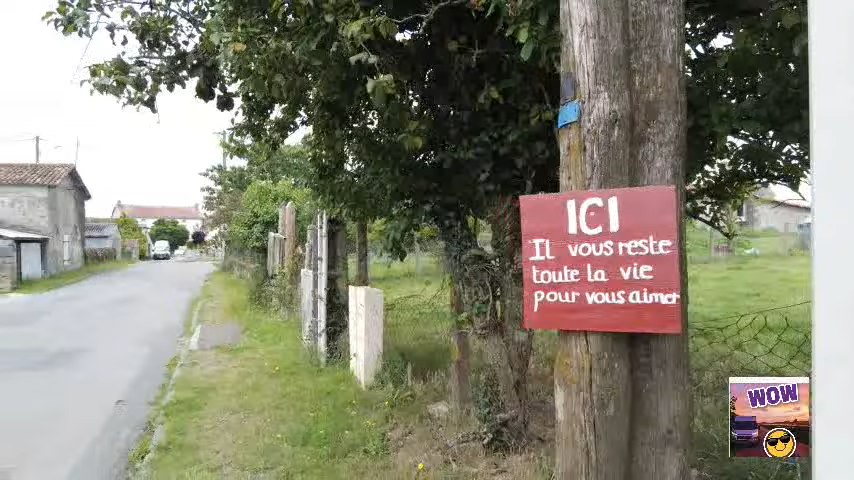 ICI
Il vous reste
toute la vie
pour vous aimer
WOW